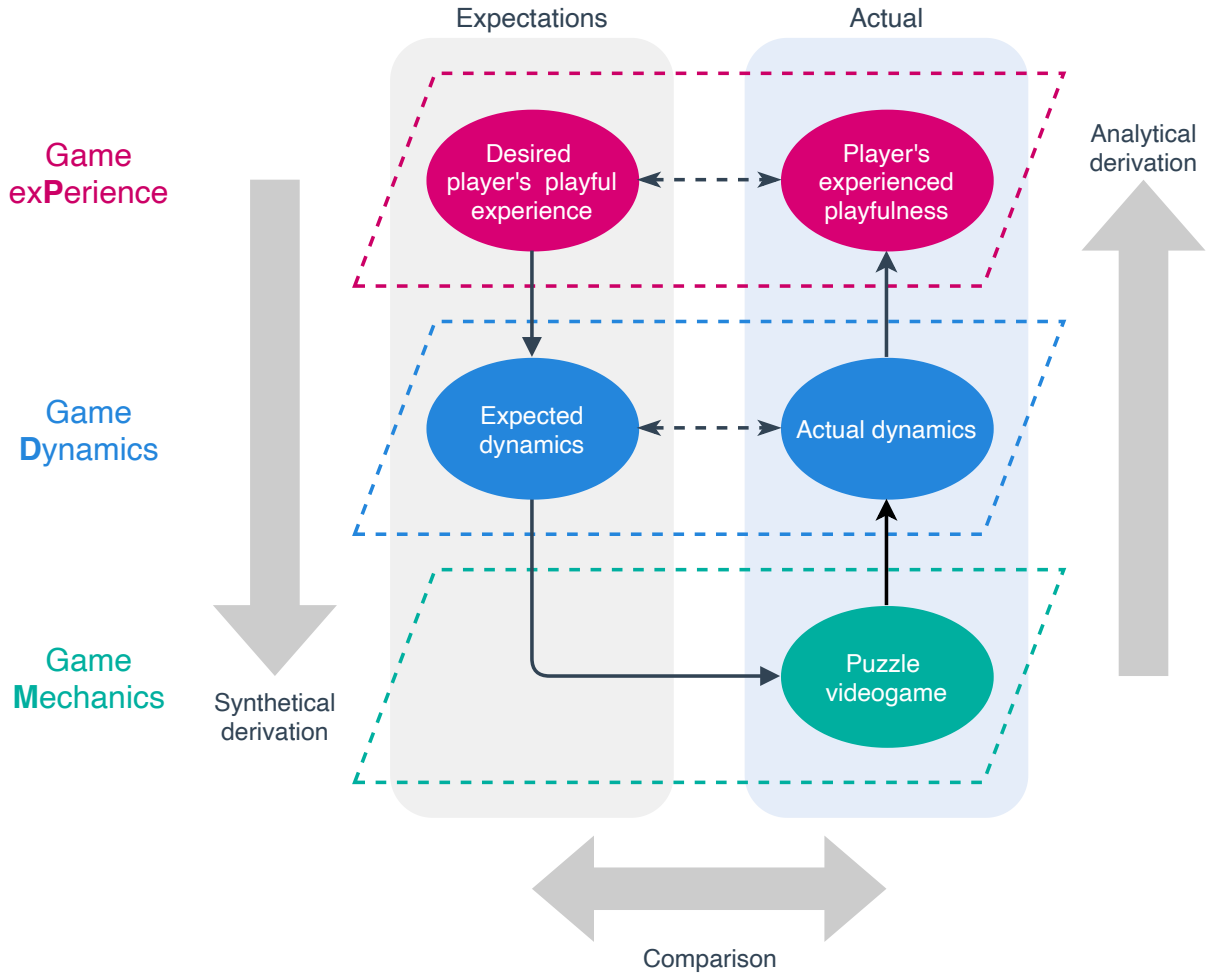 Expectations
Actual
Game
exPerience
Desired
player's playful
experience
Player's
experienced
playfulness
Analytical
derivation
Game
Dynamics
Expected
dynamics
Actual dynamics
Game
Mechanics
Synthetical
derivation
Puzzle
videogame
Comparison